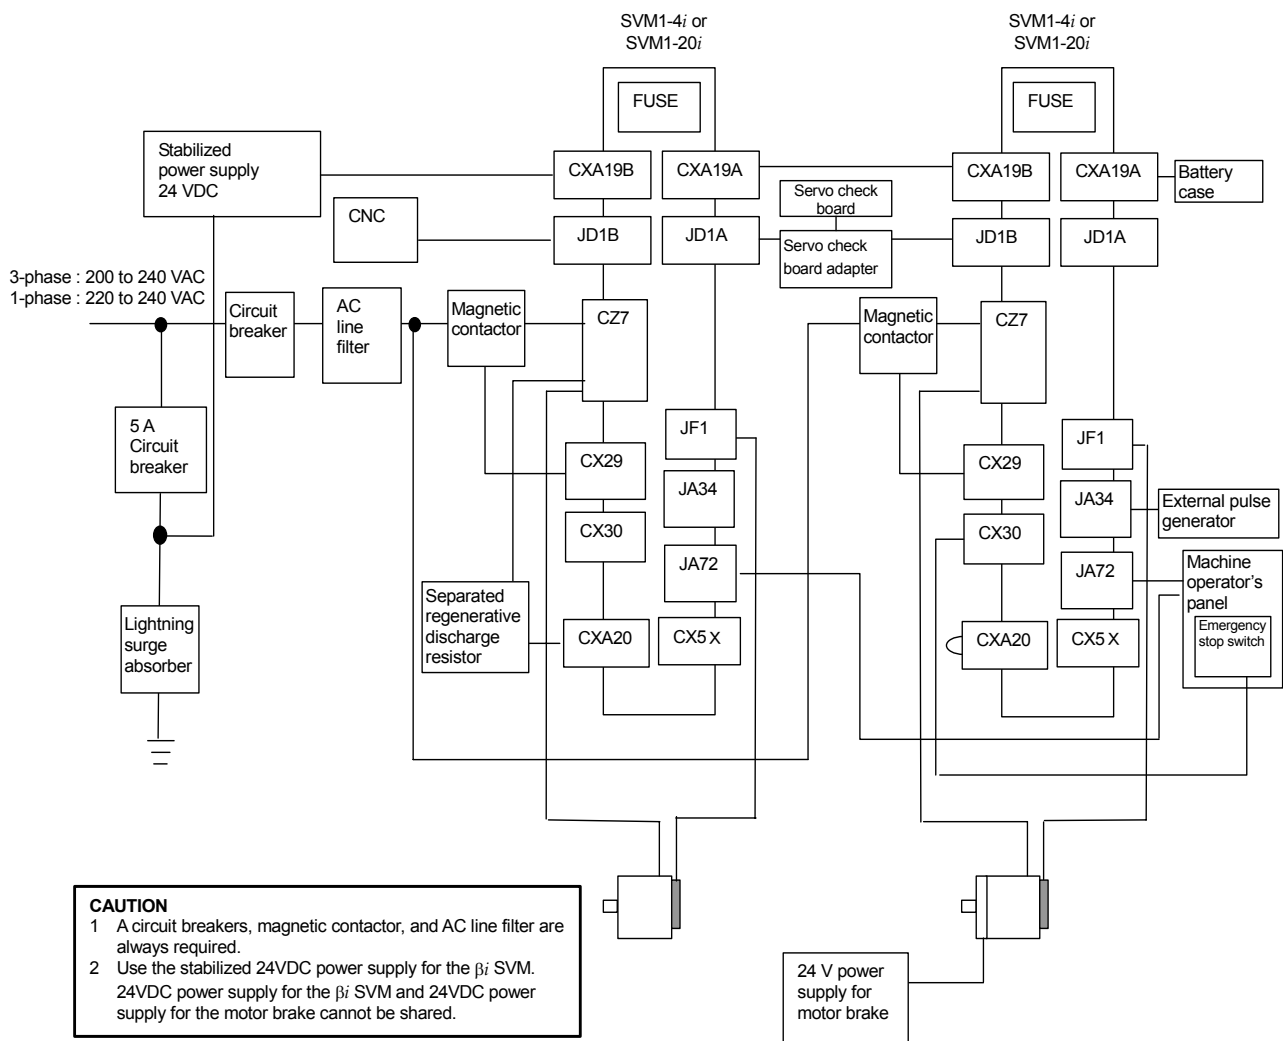 SVM1-4i or
SVM1-20i
SVM1-4i or
SVM1-20i
FUSE
FUSE
Stabilized
power supply
24 VDC
CXA19B
CXA19A
CXA19B
CXA19A
Battery
case
CNC
Servo check
board
JD1B
JD1A
Servo check
board adapter
JD1B
JD1A
3-phase : 200 to 240 VAC
1-phase : 220 to 240 VAC
Circuit
breaker
AC
line
filter
Magnetic
contactor
CZ7
Magnetic
contactor
CZ7
5 A
Circuit
breaker
JF1
JF1
CX29
JA34
CX29
JA34
External pulse
generator
CX30
CX30
JA72
JA72
Machine
operator's
panel
Emergency
stop switch
Separated
regenerative
discharge
resistor
Lightning
surge
absorber
CXA20
CX5 X
CXA20
CX5 X
CAUTION
1 A circuit breakers, magnetic contactor, and AC line filter are
always required.
2 Use the stabilized 24VDC power supply for the βi SVM.
24VDC power supply for the βi SVM and 24VDC power
supply for the motor brake cannot be shared.
24 V power
supply for
motor brake